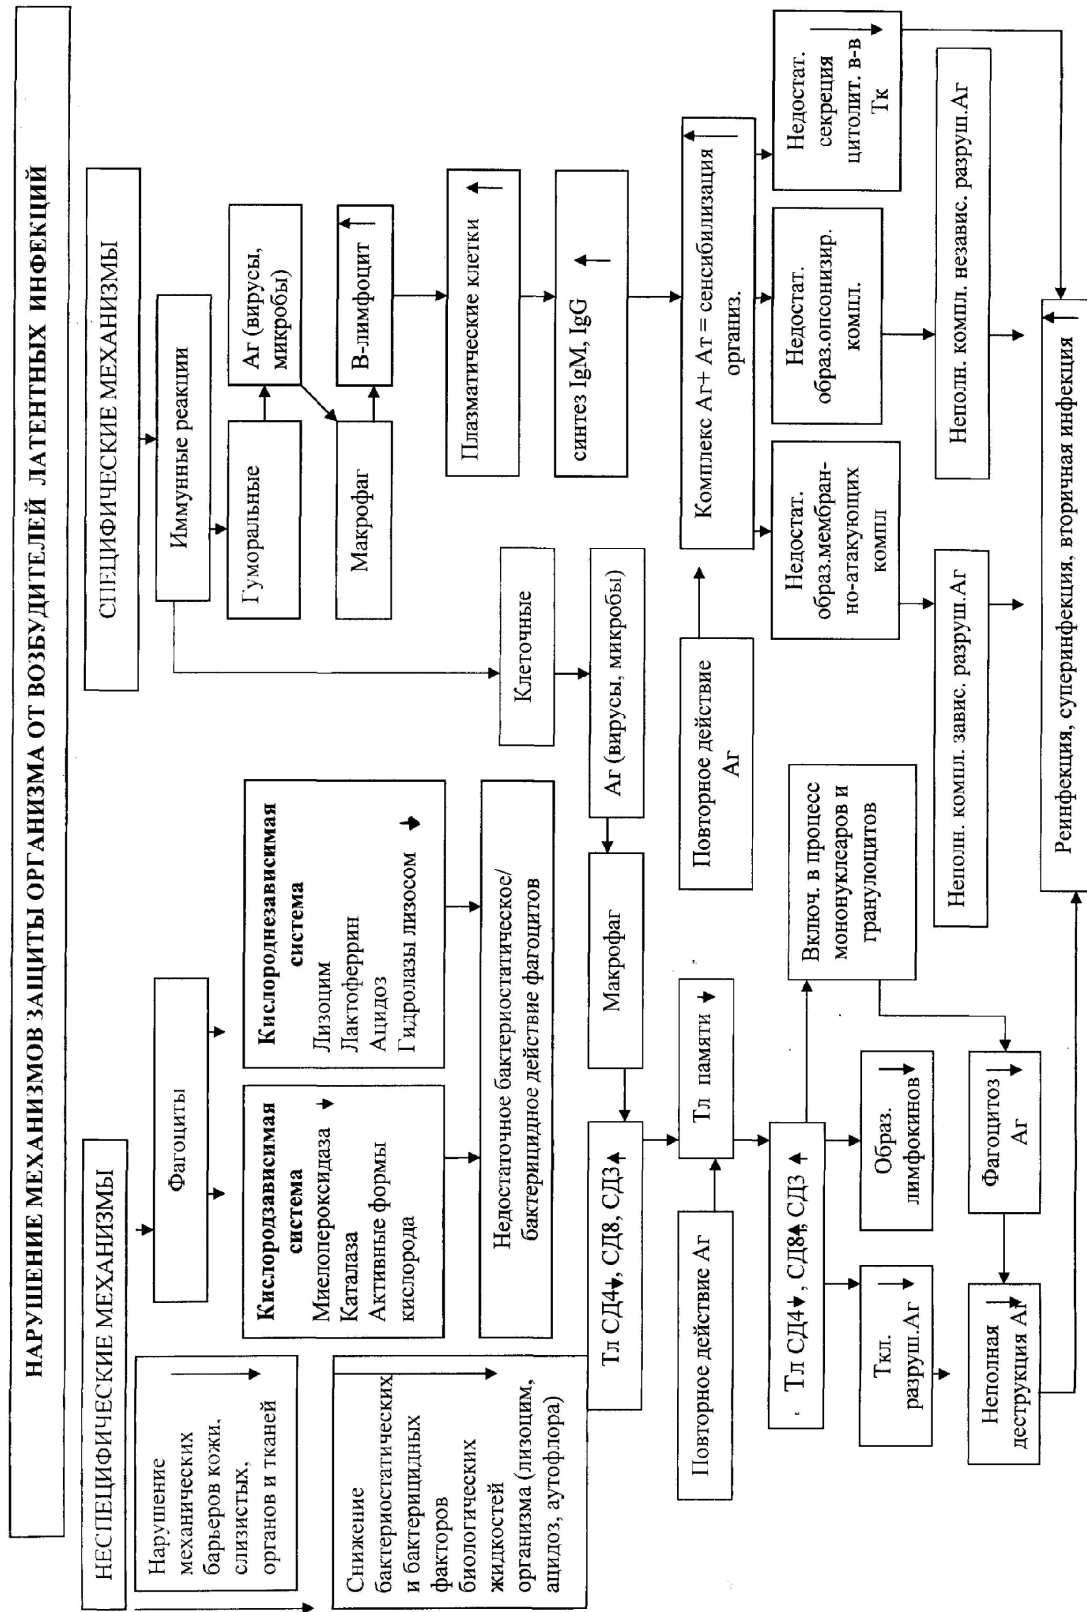 НАРУШЕНИЕ МЕХАНИЗМОВ ЗАЩИТЫ ОРГАНИЗМА ОТ ВОЗБУДИТЕЛЕЙ ЛАТЕНТНЫХ ИНФЕКЦИЙ
НЕСПЕЦИФИЧЕСКИЕ МЕХАНИЗМЫ
СПЕЦИФИЧЕСКИЕ МЕХАНИЗМЫ
Нарушение
механических
барьеров кожи.
слизистых,
органов и тканей
Фагоциты
Иммунные реакции
Снижение
бактериостатических
и бактерицидных
факторов
биологических
жидкостей
организма (лизоцим,
ацидоз, аутофлора)
Кислородзависимая
система
Миелопероксидаза
Каталаза
Активные формы
кислорода
Кислороднезависимая
система
Лизоцим
Лактоферрин
Ацидоз
Гидролазы лизосом
Недостаточное бактериостатическое/
бактерицидное действие фагоцитов
Гуморальные
Аг (вирусы,
микробы)
Макрофаг
В-лимфоцит
Плазматические клетки
синтез IgM, IgG
Клеточные
Аг (вирусы, микробы)
Макрофаг
Тл СД4, СД8, СД3
Повторное действие Аг
Тл памяти
Тл СД4, СД8, СД3
Включ. в процесс
мононуклеаров и
гранулоцитов
Ткл.
разруш.Аг
Образ.
лимфокинов
Фагоцитоз
Аг
Неполная
деструкция Аг
Повторное действие
Аг
Комплекс Аг+ Ат = сенсибилизация
организ.
Недостат.
образ.мембран-
но-атакующих
компл
Недостат.
образ.опсонизир.
компл.
Недостат.
секреция
цитолит. в-в
Тк
Неполн. компл. завис. разруш.Аг
Неполн. компл. независ. разруш.Аг
Реинфекция, суперинфекция, вторичная инфекция